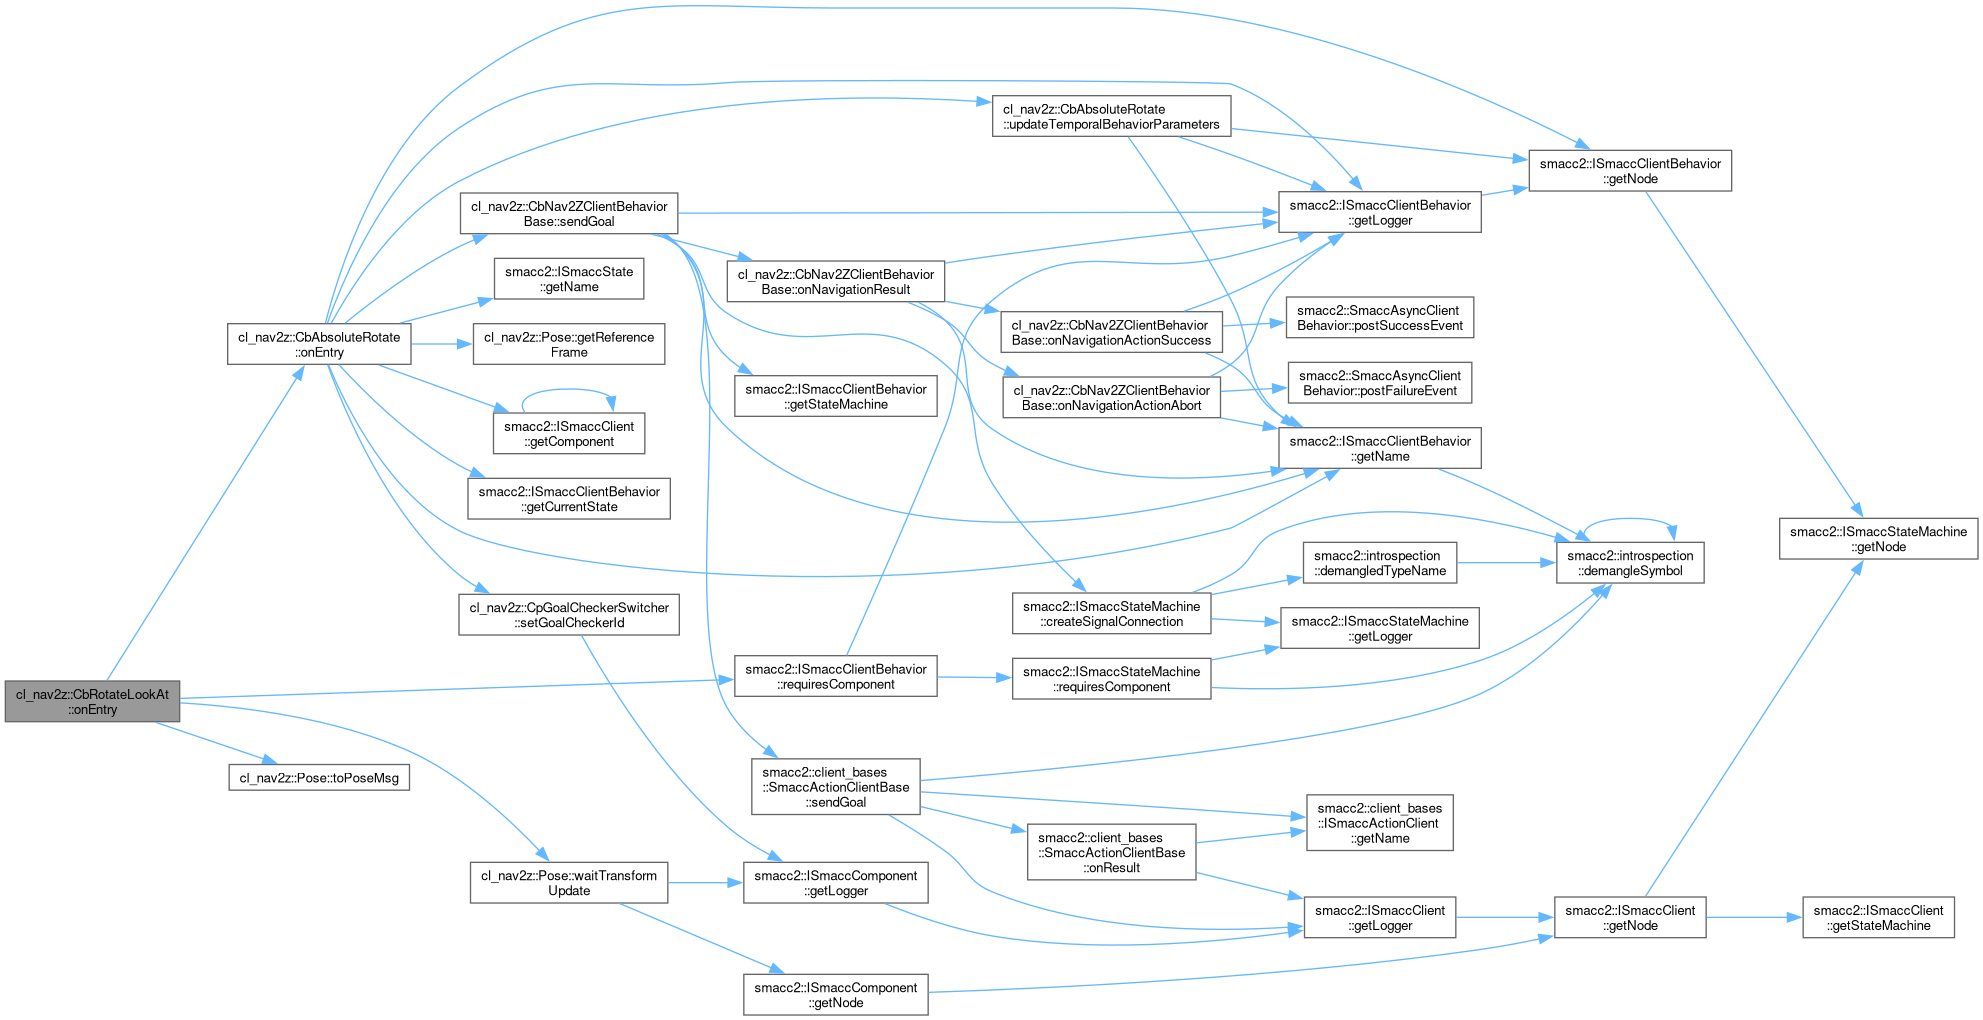 cl_nav2z::CbRotateLookAt
::onEntry
cl_nav2z::CbAbsoluteRotate
::onEntry
cl_nav2z::Pose::toPoseMsg
cl_nav2z::CbNav2ZClientBehavior
Base::sendGoal
smacc2::ISmaccState
::getName
cl_nav2z::Pose::getReference
Frame
smacc2::ISmaccClient
::getComponent
smacc2::ISmaccClientBehavior
::getCurrentState
cl_nav2z::CpGoalCheckerSwitcher
::setGoalCheckerId
cl_nav2z::Pose::waitTransform
Update
cl_nav2z::CbNav2ZClientBehavior
Base::onNavigationResult
smacc2::ISmaccClientBehavior
::getStateMachine
smacc2::ISmaccClientBehavior
::requiresComponent
smacc2::client_bases
::SmaccActionClientBase
::sendGoal
smacc2::ISmaccComponent
::getLogger
smacc2::ISmaccComponent
::getNode
cl_nav2z::CbAbsoluteRotate
::updateTemporalBehaviorParameters
cl_nav2z::CbNav2ZClientBehavior
Base::onNavigationActionSuccess
cl_nav2z::CbNav2ZClientBehavior
Base::onNavigationActionAbort
smacc2::ISmaccStateMachine
::createSignalConnection
smacc2::ISmaccStateMachine
::requiresComponent
smacc2::client_bases
::SmaccActionClientBase
::onResult
smacc2::ISmaccClientBehavior
::getLogger
smacc2::SmaccAsyncClient
Behavior::postSuccessEvent
smacc2::SmaccAsyncClient
Behavior::postFailureEvent
smacc2::ISmaccClientBehavior
::getName
smacc2::introspection
::demangledTypeName
smacc2::ISmaccStateMachine
::getLogger
smacc2::client_bases
::ISmaccActionClient
::getName
smacc2::ISmaccClient
::getLogger
smacc2::ISmaccClientBehavior
::getNode
smacc2::introspection
::demangleSymbol
smacc2::ISmaccClient
::getNode
smacc2::ISmaccStateMachine
::getNode
smacc2::ISmaccClient
::getStateMachine